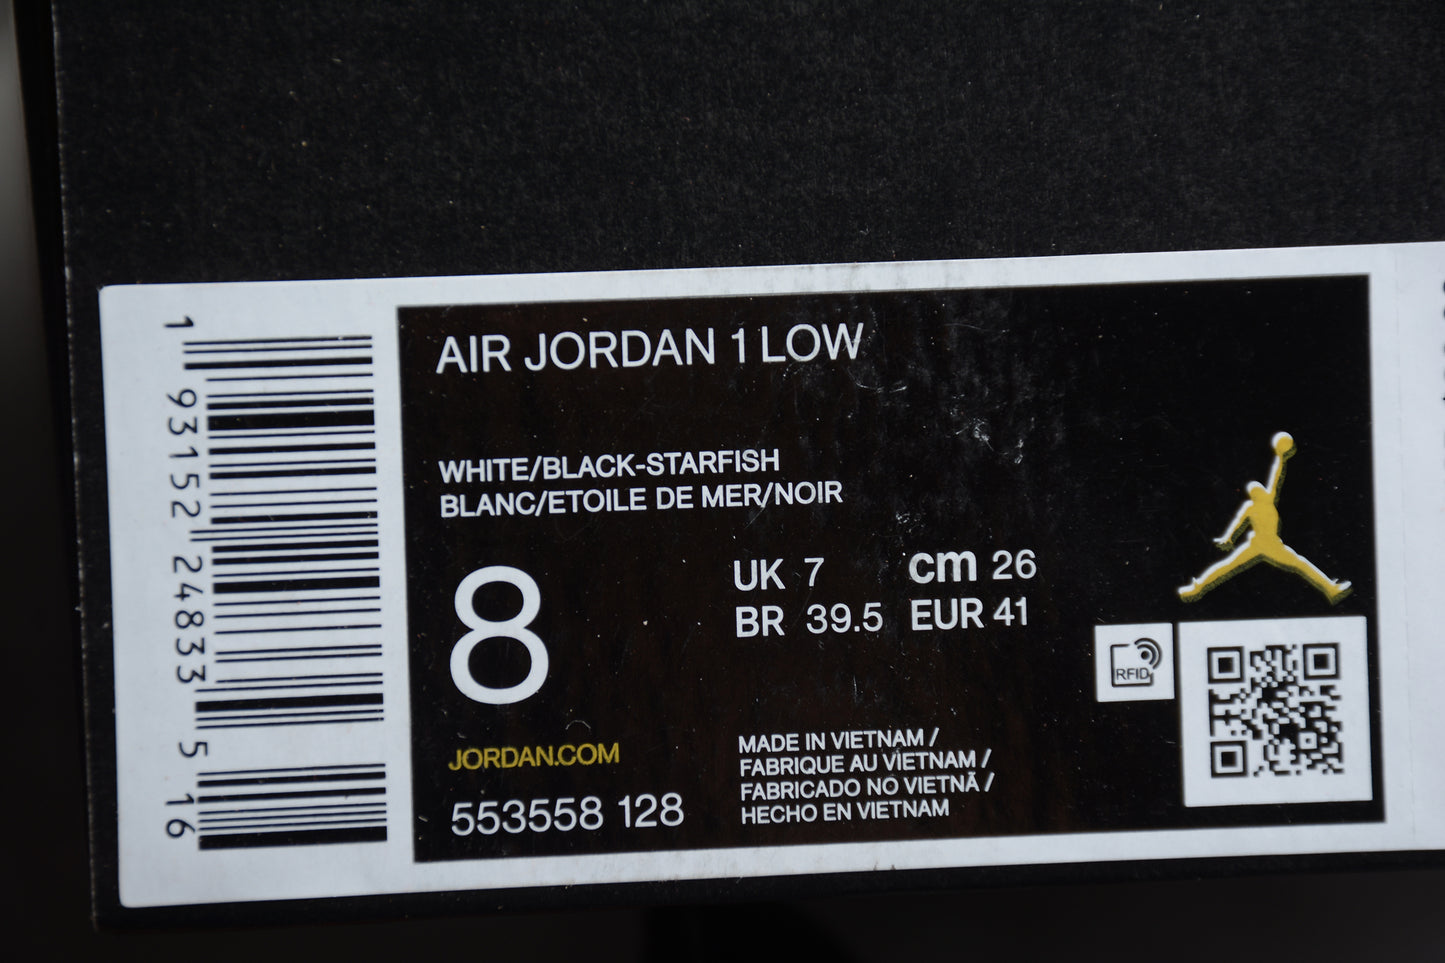 1 93152 24833 5 16
AIR JORDAN 1 LOW
WHITE/BLACK-STARFISH
BLANC/ETOILE DE MER/NOIR
8
UK 7 cm 26
BR 39.5 EUR 41
RFID
JORDAN.COM
553558 128
MADE IN VIETNAM /
FABRIQUE AU VIETNAM /
FABRICADO NO VIETNÃ /
HECHO EN VIETNAM